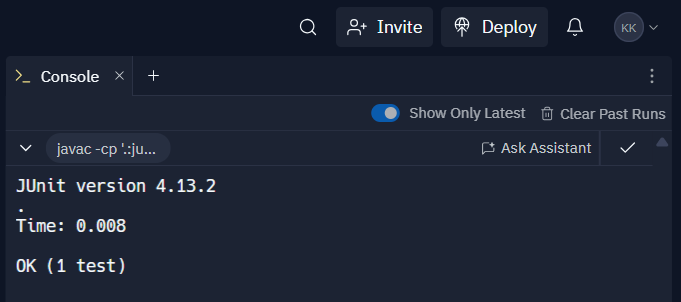 Invite
Deploy
KK
Console
Show Only Latest
Clear Past Runs
javac -cp '.:ju...
Ask Assistant
JUnit version 4.13.2
.
Time: 0.008
OK (1 test)